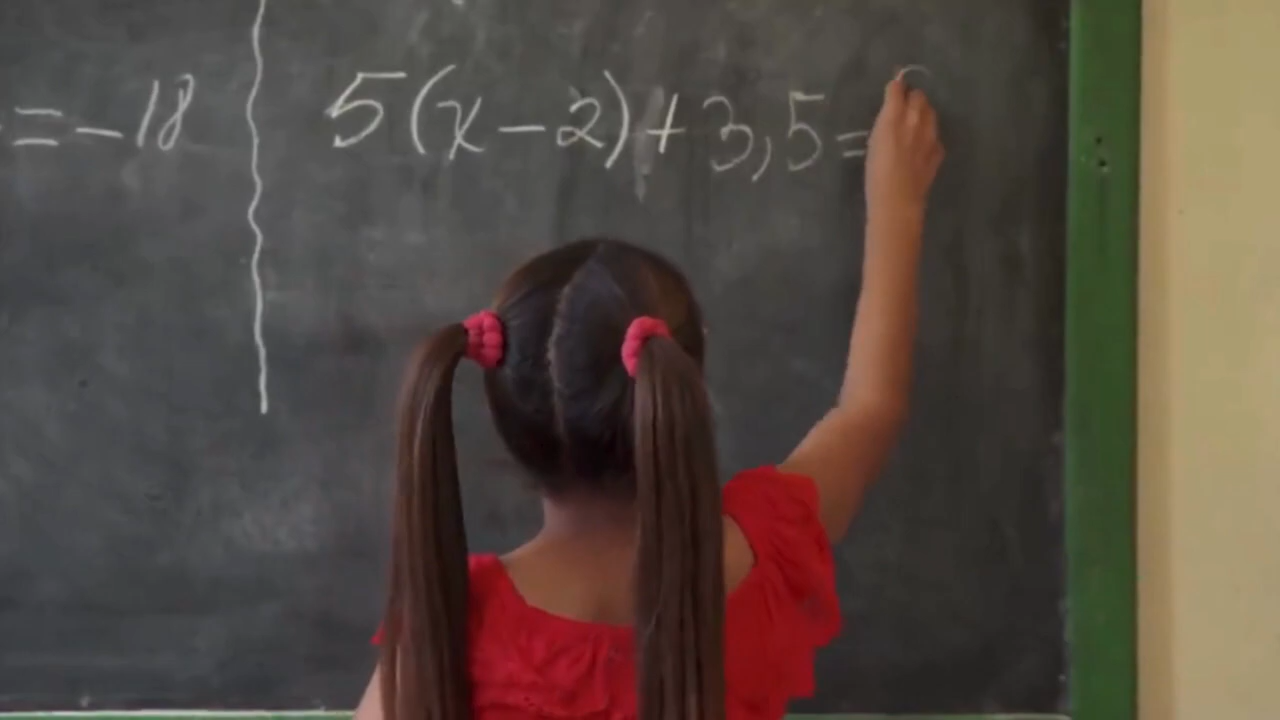 = -18
5(x-2)+3,5=